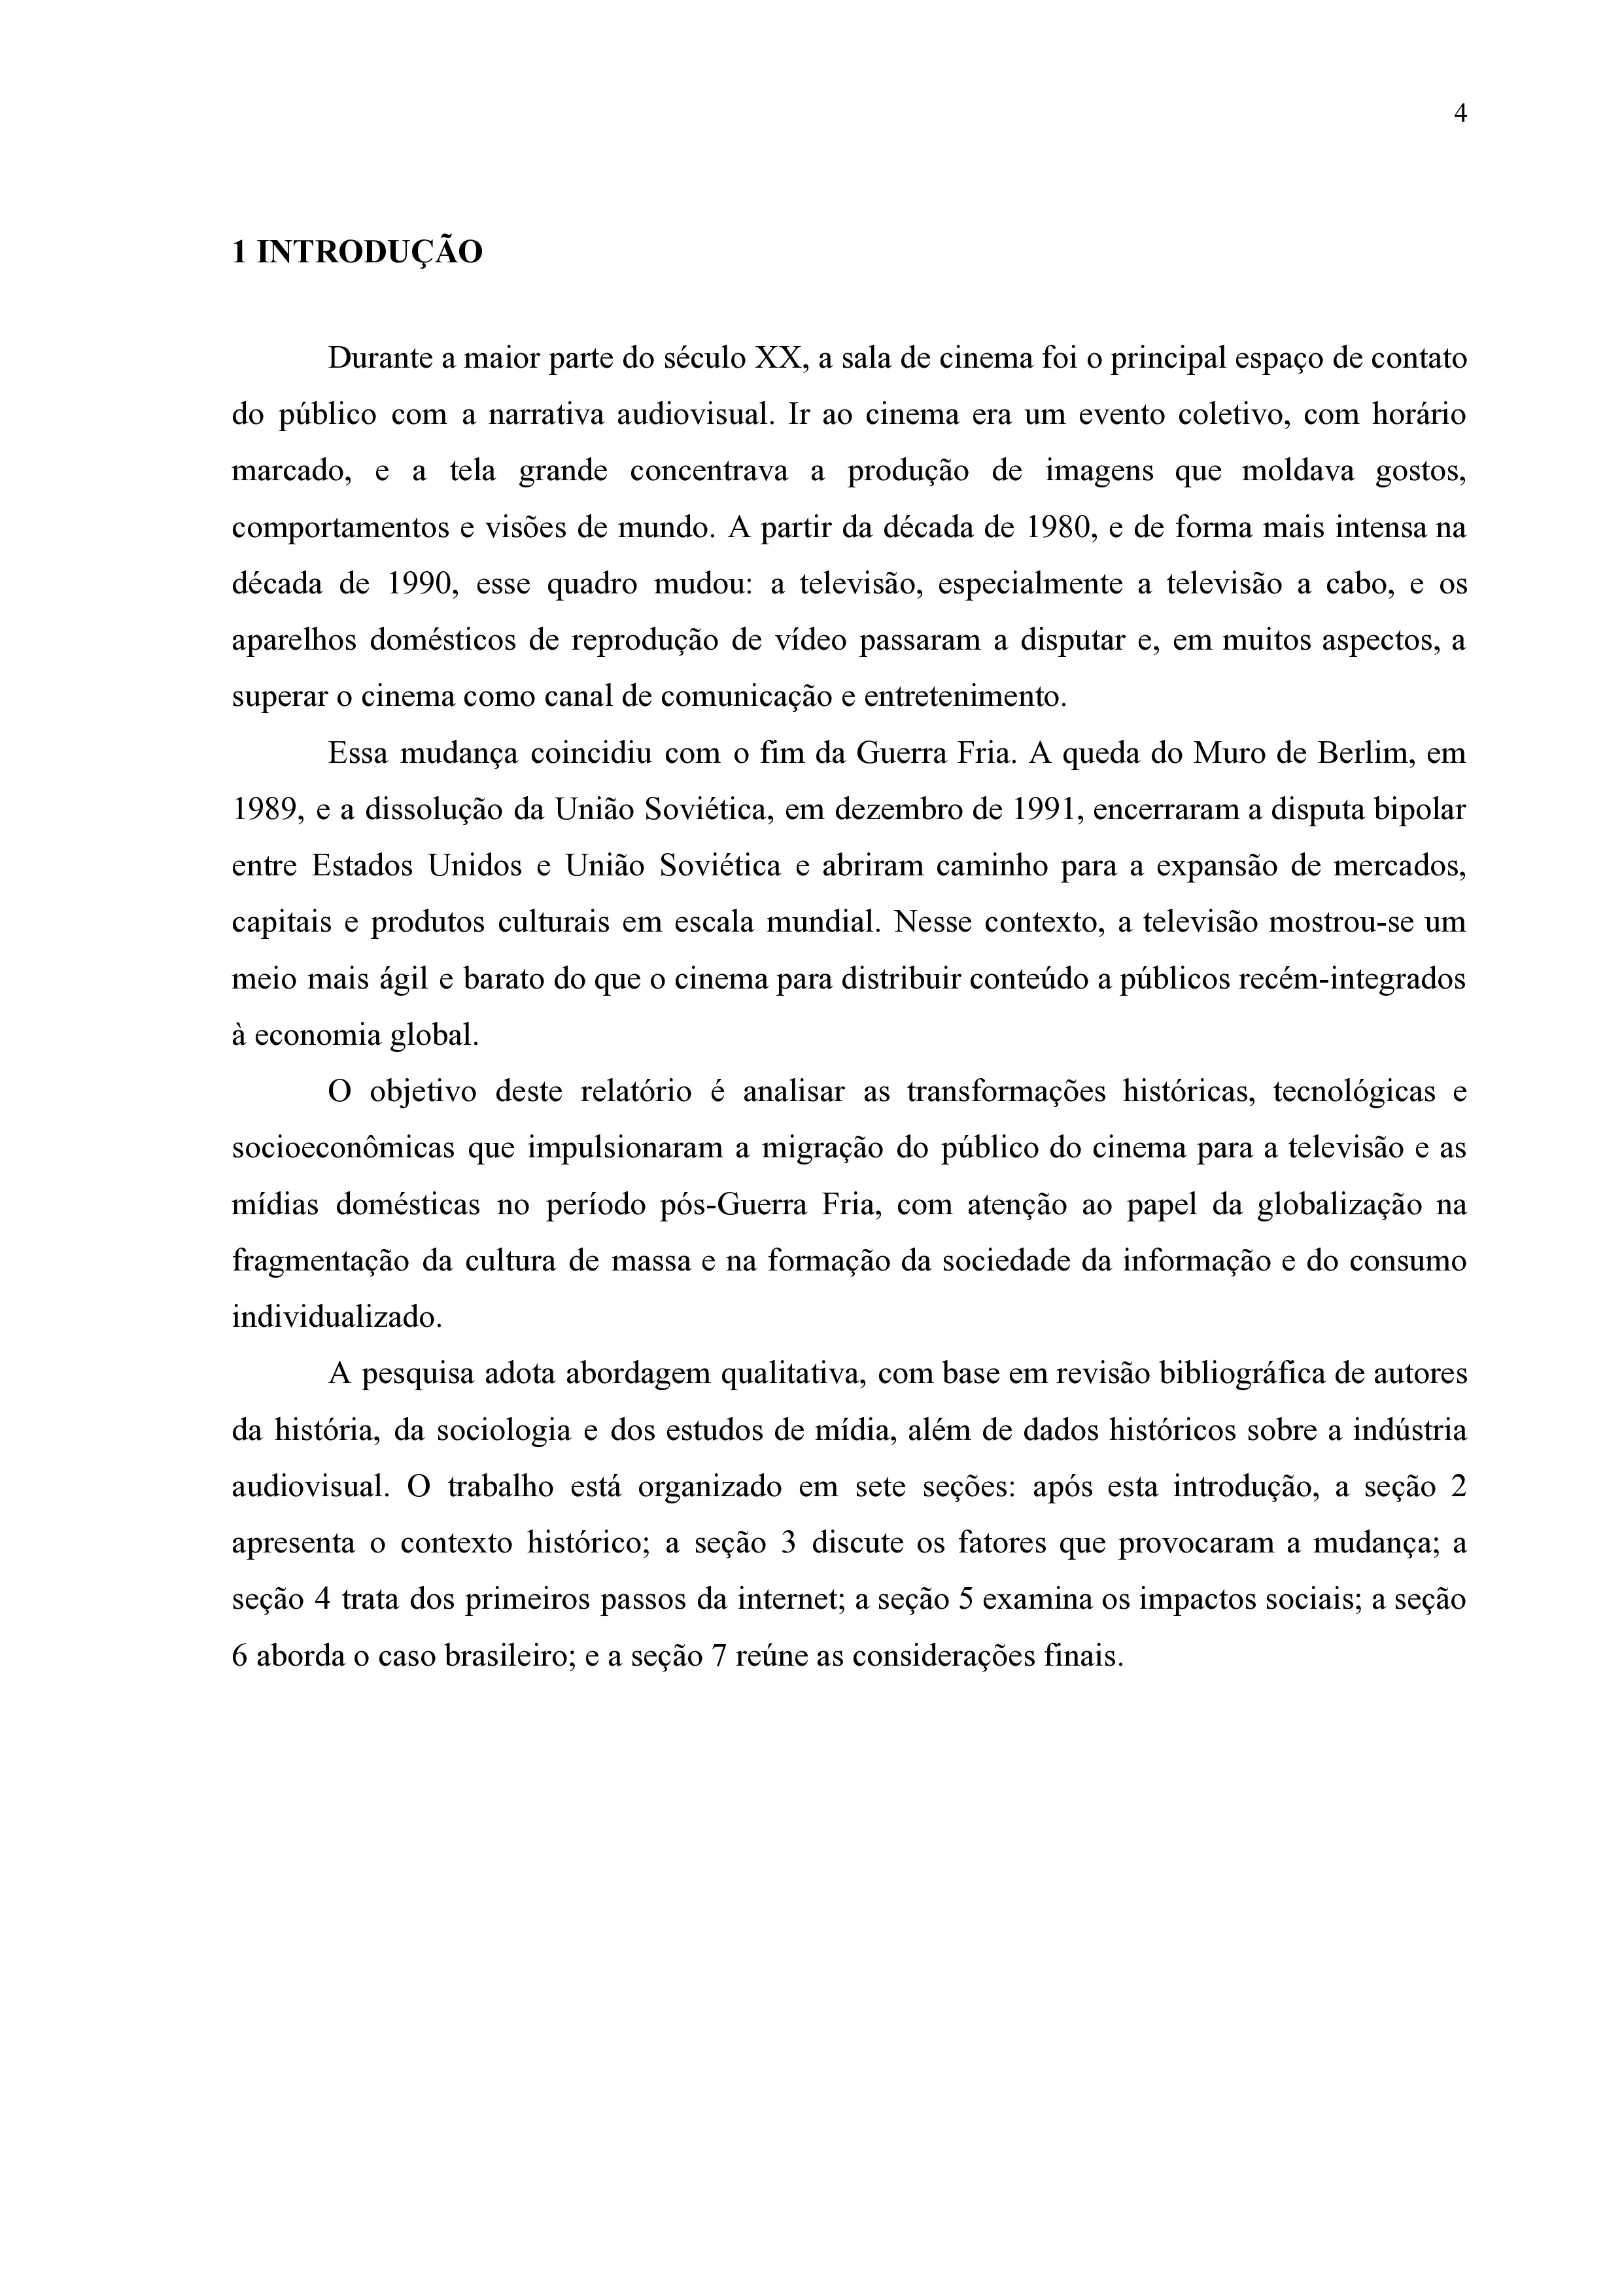 4
1 INTRODUÇÃO
Durante a maior parte do século XX, a sala de cinema foi o principal espaço de contato
do público com a narrativa audiovisual. Ir ao cinema era um evento coletivo, com horário
marcado, e a tela grande concentrava a produção de imagens que moldava gostos,
comportamentos e visões de mundo. A partir da década de 1980, e de forma mais intensa na
década de 1990, esse quadro mudou: a televisão, especialmente a televisão a cabo, e os
aparelhos domésticos de reprodução de vídeo passaram a disputar e, em muitos aspectos, a
superar o cinema como canal de comunicação e entretenimento.
Essa mudança coincidiu com o fim da Guerra Fria. A queda do Muro de Berlim, em
1989, e a dissolução da União Soviética, em dezembro de 1991, encerraram a disputa bipolar
entre Estados Unidos e União Soviética e abriram caminho para a expansão de mercados,
capitais e produtos culturais em escala mundial. Nesse contexto, a televisão mostrou-se um
meio mais ágil e barato do que o cinema para distribuir conteúdo a públicos recém-integrados
à economia global.
O objetivo deste relatório é analisar as transformações históricas, tecnológicas e
socioeconômicas que impulsionaram a migração do público do cinema para a televisão e as
mídias domésticas no período pós-Guerra Fria, com atenção ao papel da globalização na
fragmentação da cultura de massa e na formação da sociedade da informação e do consumo
individualizado.
A pesquisa adota abordagem qualitativa, com base em revisão bibliográfica de autores
da história, da sociologia e dos estudos de mídia, além de dados históricos sobre a indústria
audiovisual. O trabalho está organizado em sete seções: após esta introdução, a seção 2
apresenta o contexto histórico; a seção 3 discute os fatores que provocaram a mudança; a
seção 4 trata dos primeiros passos da internet; a seção 5 examina os impactos sociais; a seção
6 aborda o caso brasileiro; e a seção 7 reúne as considerações finais.